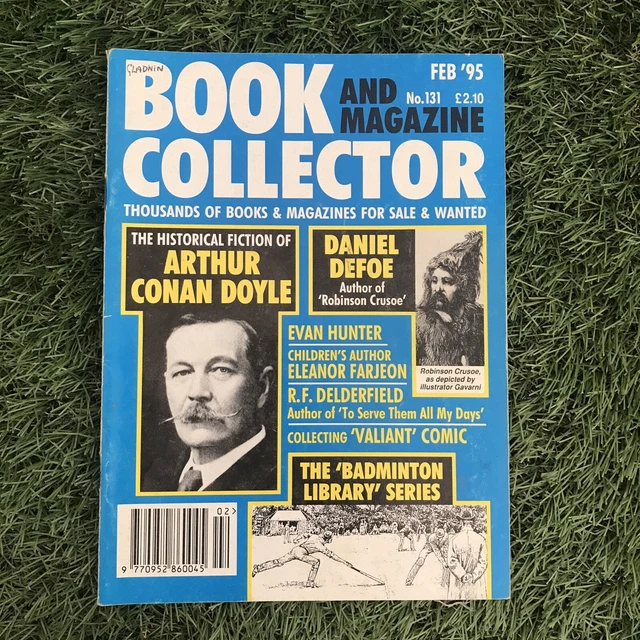 GLADNIN
BOOK
AND
MAGAZINE
FEB '95
No.131 £2.10
COLLECTOR
THOUSANDS OF BOOKS & MAGAZINES FOR SALE & WANTED
THE HISTORICAL FICTION OF
ARTHUR
CONAN DOYLE
DANIEL
DEFOE
Author of
'Robinson Crusoe'
Robinson Crusoe,
as depicted by
illustrator Gavarni
EVAN HUNTER
CHILDREN'S AUTHOR
ELEANOR FARJEON
R.F. DELDERFIELD
Author of 'To Serve Them All My Days'
COLLECTING 'VALIANT' COMIC
THE 'BADMINTON
LIBRARY' SERIES
02>
9 770952 860045